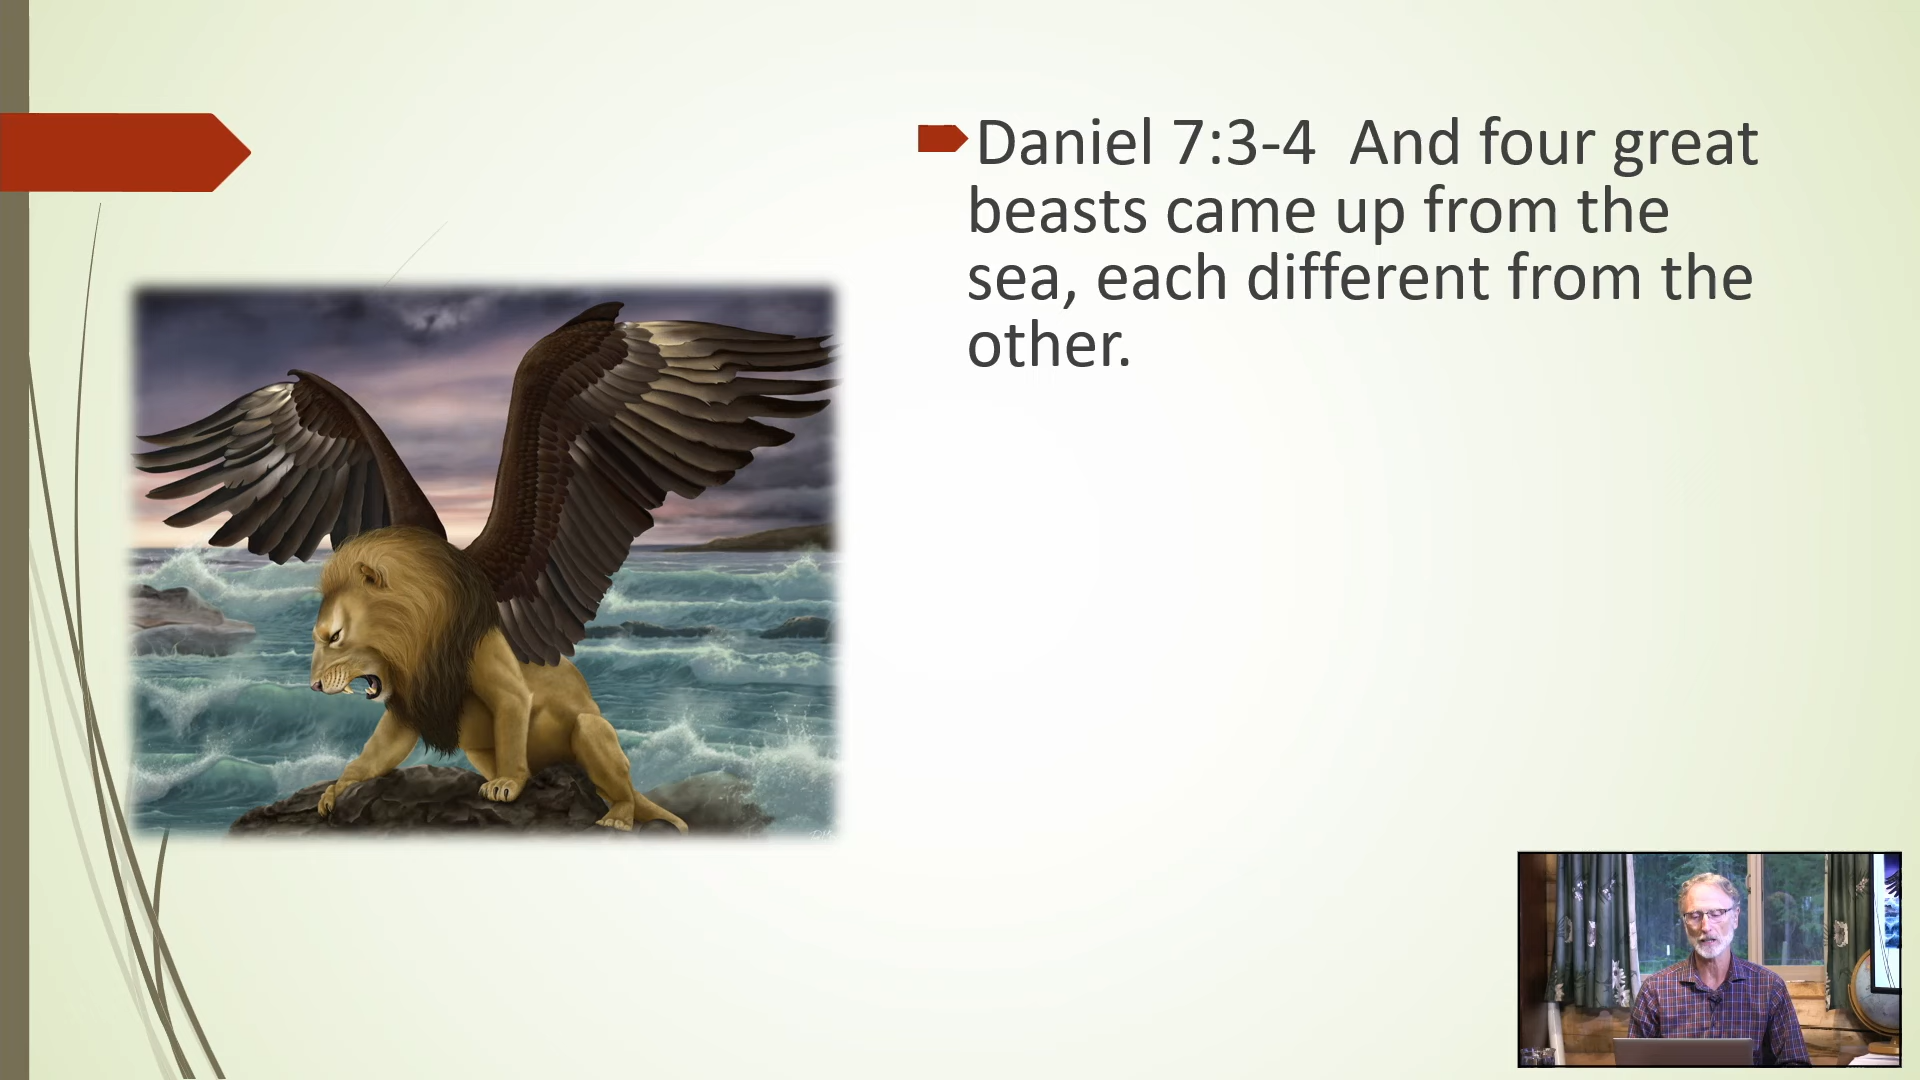 Daniel 7:3-4  And four great
beasts came up from the
sea, each different from the
other.